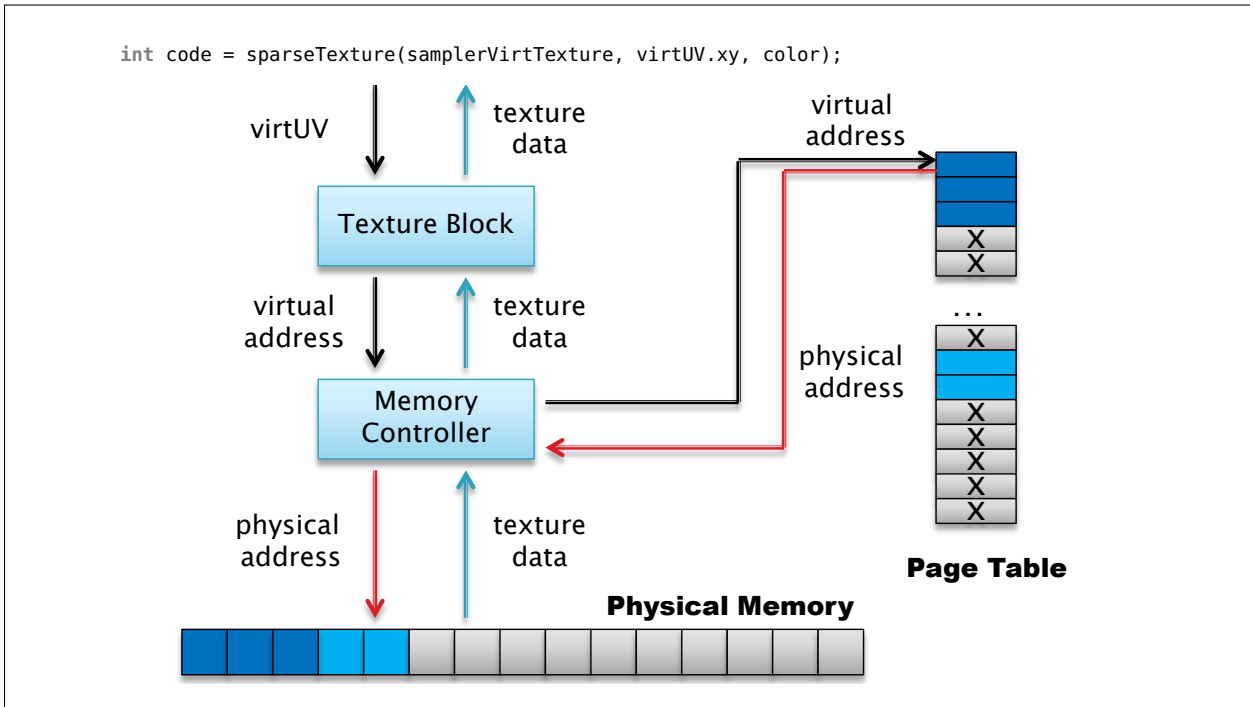 int code = sparseTexture(samplerVirtTexture, virtUV.xy, color);
virtUV
texture
data
virtual
address
Texture Block
X
X
virtual
address
texture
data
...
X
physical
address
X
X
X
X
X
Memory
Controller
physical
address
texture
data
Page Table
Physical Memory